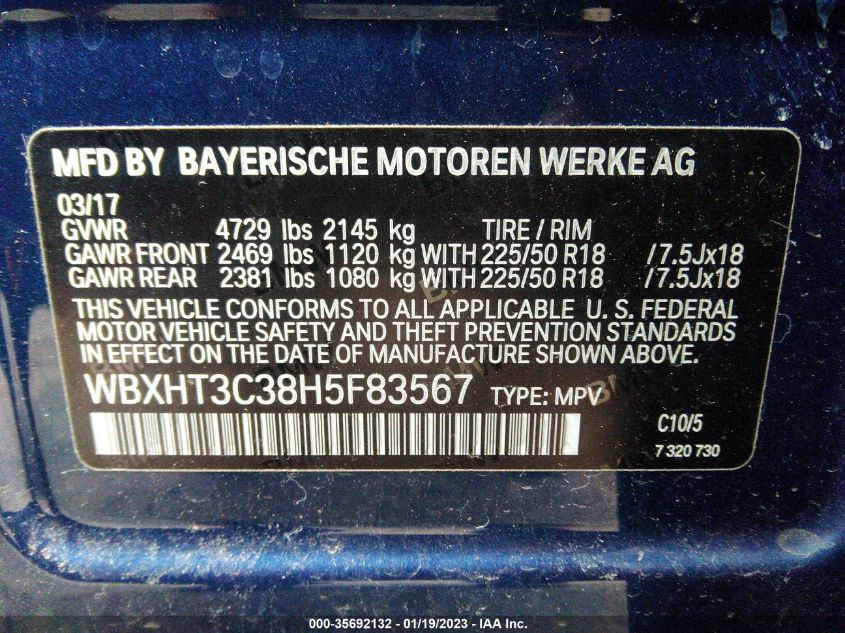 MFD BY BAYERISCHE MOTOREN WERKE AG
03/17
GVWR 4729 lbs 2145 kg TIRE / RIM
GAWR FRONT 2469 lbs 1120 kg WITH 225/50 R18 /7.5Jx18
GAWR REAR 2381 lbs 1080 kg WITH 225/50 R18 /7.5Jx18
THIS VEHICLE CONFORMS TO ALL APPLICABLE U. S. FEDERAL
MOTOR VEHICLE SAFETY AND THEFT PREVENTION STANDARDS
IN EFFECT ON THE DATE OF MANUFACTURE SHOWN ABOVE.
WBXHT3C38H5F83567 TYPE: MPV
C10/5
7 320 730
000-35692132 - 01/19/2023 - IAA Inc.